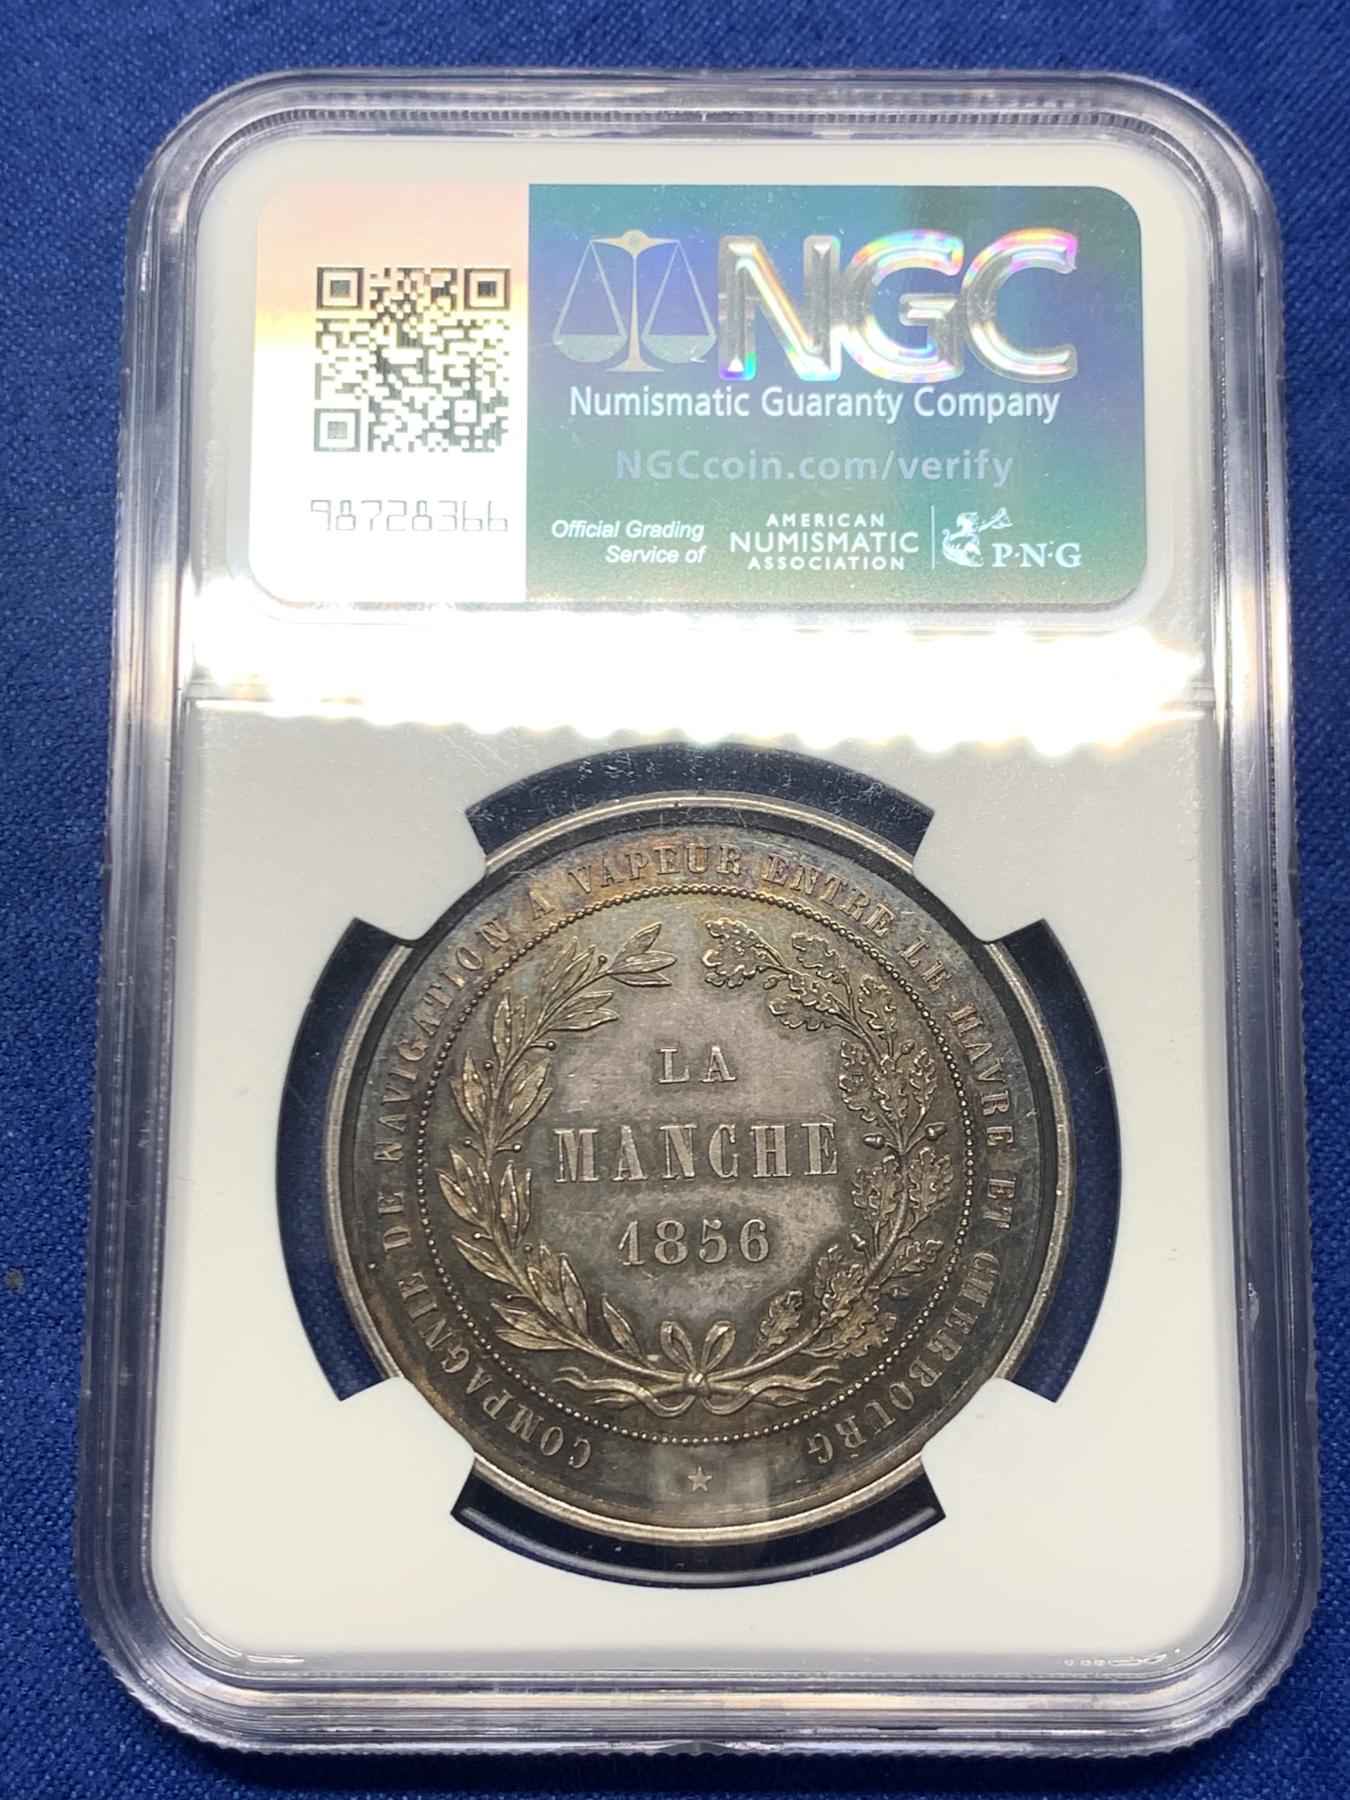 NGC
Numismatic Guaranty Company
NGCcoin.com/verify
98728366
Official Grading
Service of
AMERICAN
NUMISMATIC
ASSOCIATION
P·N·G
COMPAGNIE DE NAVIGATION A VAPEUR ENTRE LE HAVRE ET CHERBOURG
LA
MANCHE
1856